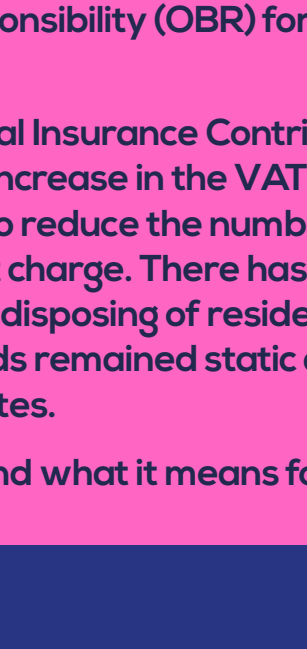 onsibility (OBR) for
al Insurance Contri
ncrease in the VAT
o reduce the numb
charge. There has
disposing of reside
ds remained static
tes.
nd what it means fo